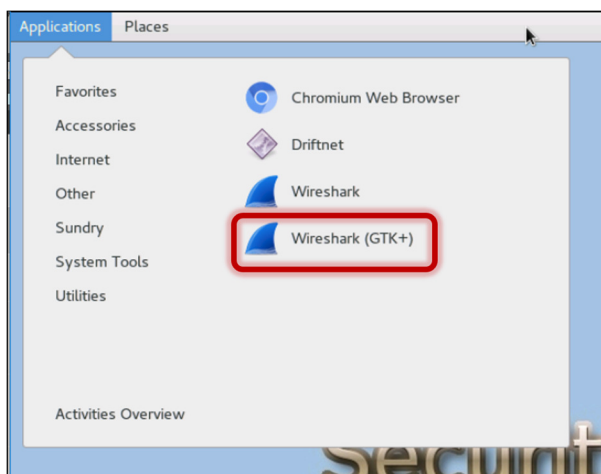 Applications Places
Favorites
Accessories
Internet
Other
Sundry
System Tools
Utilities
Activities Overview
Chromium Web Browser
Driftnet
Wireshark
Wireshark (GTK+)